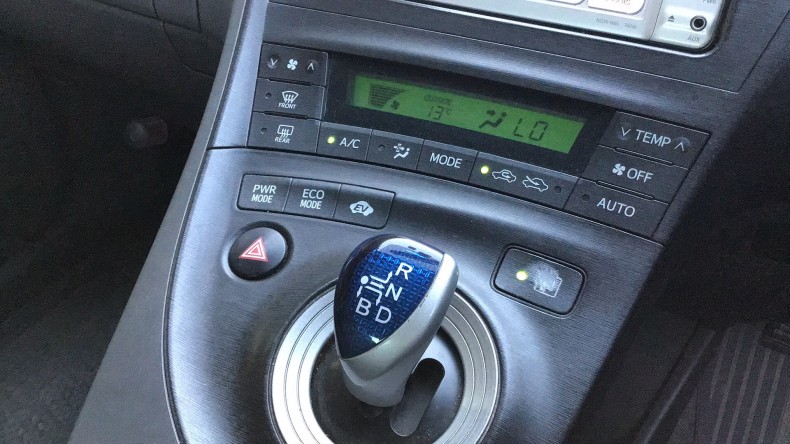 AUX
FRONT
REAR
OUTSIDE
13°C
LO
A/C
MODE
TEMP
OFF
AUTO
PWR
MODE
ECO
MODE
EV
R
N
B D